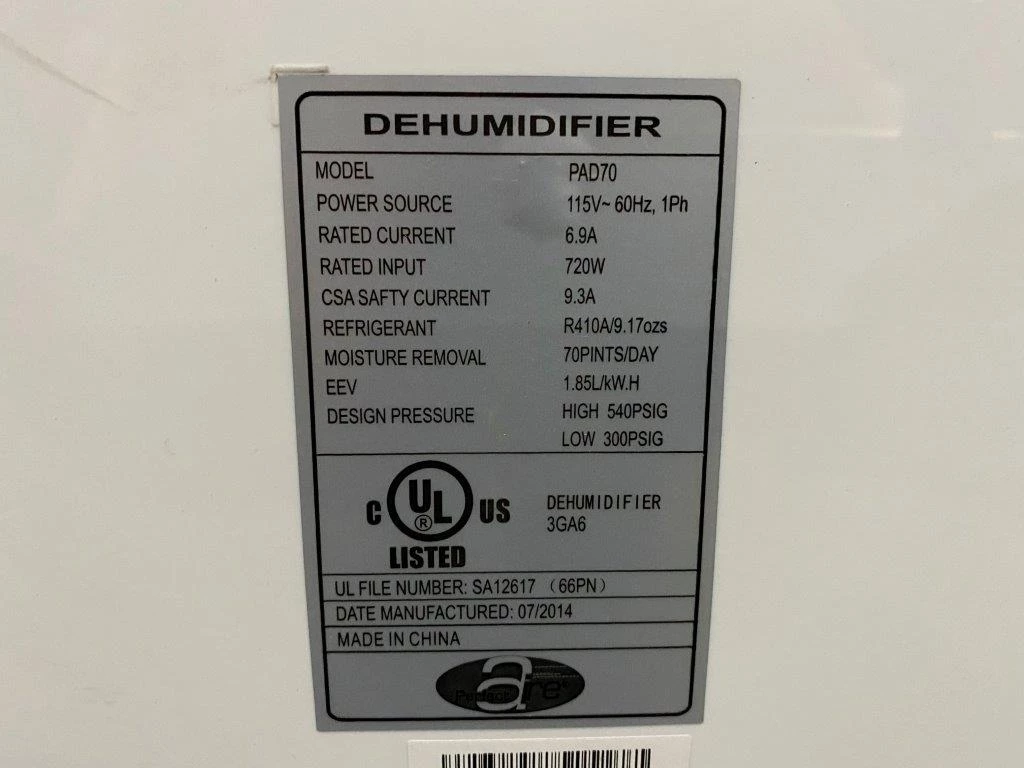 DEHUMIDIFIER
MODEL PAD70
POWER SOURCE 115V~ 60Hz, 1Ph
RATED CURRENT 6.9A
RATED INPUT 720W
CSA SAFTY CURRENT 9.3A
REFRIGERANT R410A/9.17ozs
MOISTURE REMOVAL 70PINTS/DAY
EEV 1.85L/kW.H
DESIGN PRESSURE HIGH 540PSIG
LOW 300PSIG
C UL® US
LISTED
DEHUMIDIFIER
3GA6
UL FILE NUMBER: SA12617 (66PN)
DATE MANUFACTURED: 07/2014
MADE IN CHINA
Perfect aire®